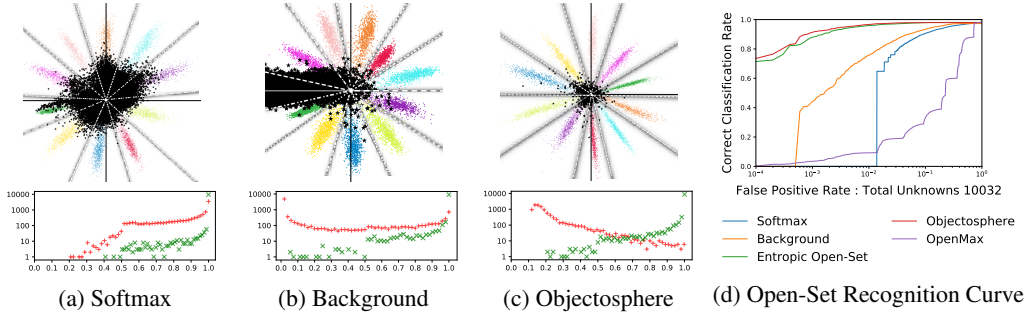 10000
1000
100
10
1
0.0 0.1 0.2 0.3 0.4 0.5 0.6 0.7 0.8 0.9 1.0
(a) Softmax
10000
1000
100
10
1
0.0 0.1 0.2 0.3 0.4 0.5 0.6 0.7 0.8 0.9 1.0
(b) Background
10000
1000
100
10
1
0.0 0.1 0.2 0.3 0.4 0.5 0.6 0.7 0.8 0.9 1.0
(c) Objectosphere
Correct Classification Rate
1.0
0.8
0.6
0.4
0.2
0.0
10⁻⁴ 10⁻³ 10⁻² 10⁻¹ 10⁰
False Positive Rate : Total Unknowns 10032
Softmax
Background
Entropic Open-Set
Objectosphere
OpenMax
(d) Open-Set Recognition Curve